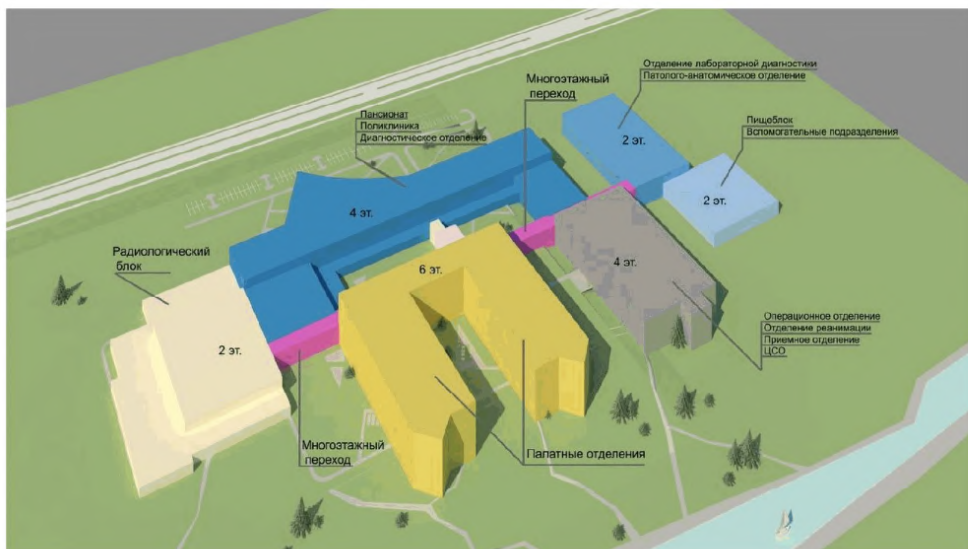 Отделение лабораторной диагностики
Патолого-анатомическое отделение
Многоэтажный
переход
Пансионат
Поликлиника
Диагностическое отделение
Пищеблок
Вспомогательные подразделения
2 эт.
2 эт.
4 эт.
Радиологический
блок
6 эт.
4 эт.
2 эт.
Операционное отделение
Отделение реанимации
Приемное отделение
ЦСО
Многоэтажный
переход
Палатные отделения